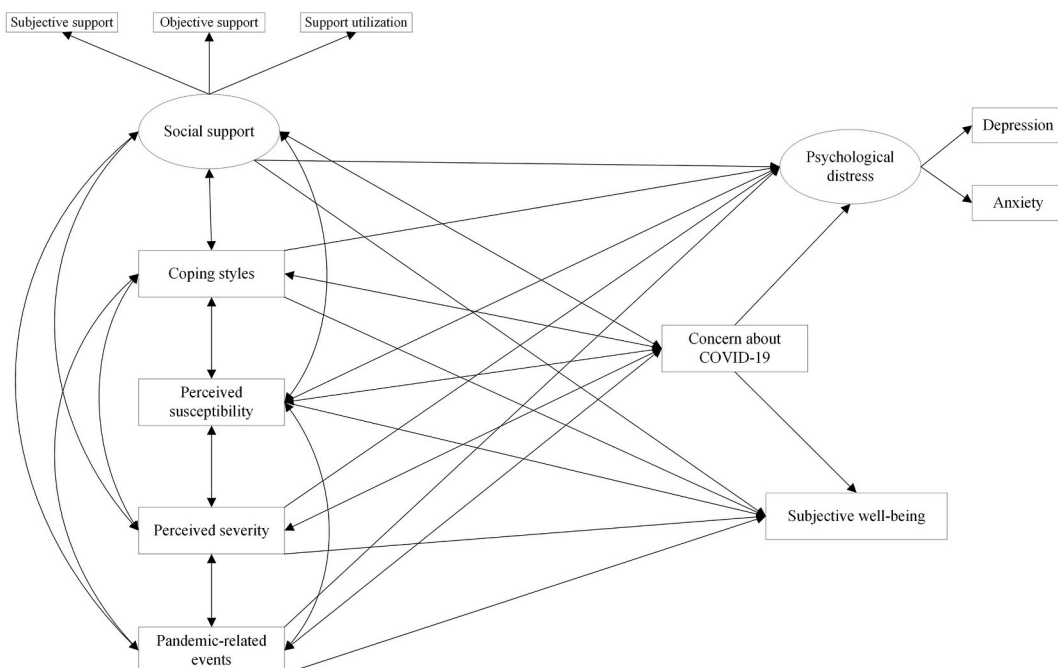 Subjective support
Objective support
Support utilization
Social support
Psychological
distress
Depression
Anxiety
Coping styles
Concern about
COVID-19
Perceived
susceptibility
Perceived severity
Subjective well-being
Pandemic-related
events